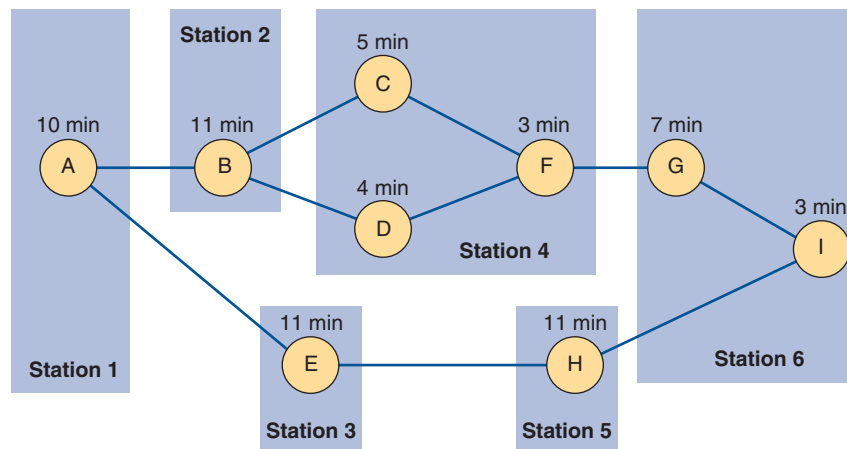 Station 2
5 min
C
10 min
11 min
3 min
7 min
A
B
F
G
4 min
D
3 min
I
Station 4
11 min
11 min
E
H
Station 1
Station 6
Station 3
Station 5